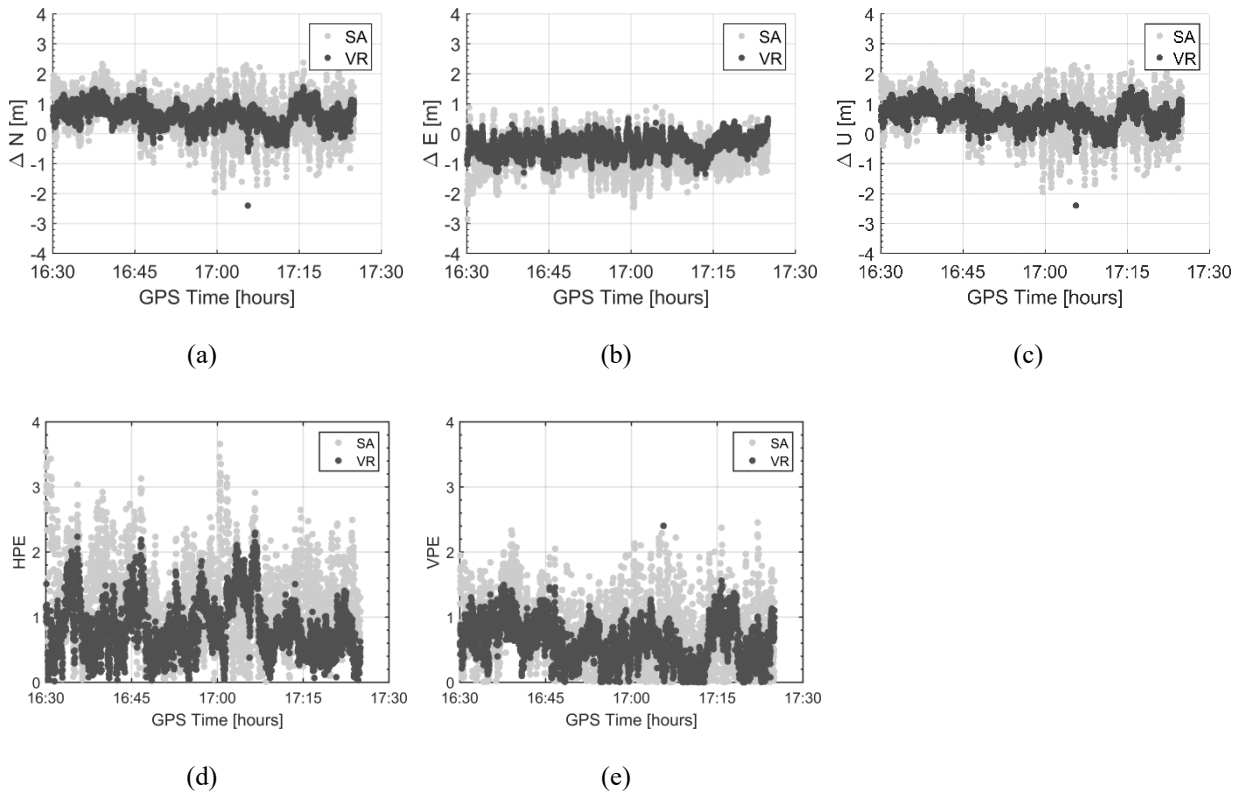 4
3
2
1
0
-1
-2
-3
-4
Δ N [m]
SA
VR
16:30 16:45 17:00 17:15 17:30
GPS Time [hours]
(a)
4
3
2
1
0
-1
-2
-3
-4
Δ E [m]
SA
VR
16:30 16:45 17:00 17:15 17:30
GPS Time [hours]
(b)
4
3
2
1
0
-1
-2
-3
-4
Δ U [m]
SA
VR
16:30 16:45 17:00 17:15 17:30
GPS Time [hours]
(c)
4
3
2
1
0
HPE
SA
VR
16:30 16:45 17:00 17:15 17:30
GPS Time [hours]
(d)
4
3
2
1
0
VPE
SA
VR
16:30 16:45 17:00 17:15 17:30
GPS Time [hours]
(e)